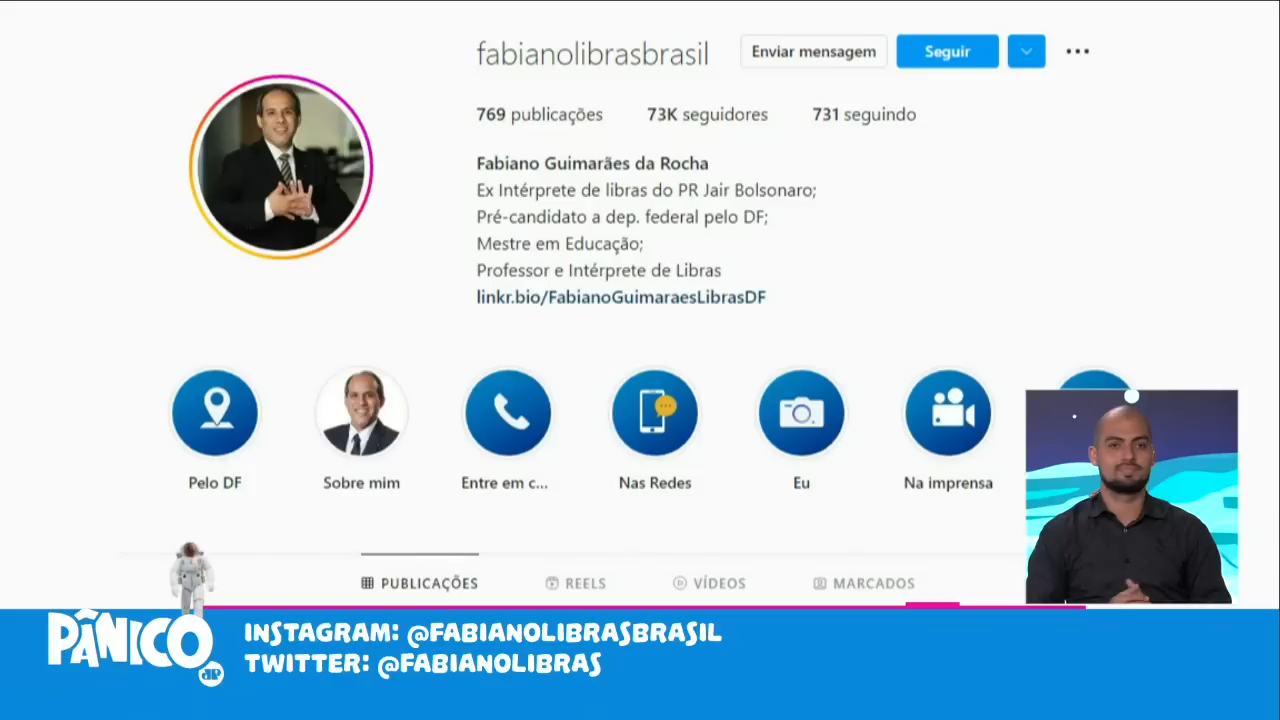 fabianolibrasbrasil
Enviar mensagem
Seguir
769 publicações 73K seguidores 731 seguindo
Fabiano Guimarães da Rocha
Ex Intérprete de libras do PR Jair Bolsonaro;
Pré-candidato a dep. federal pelo DF;
Mestre em Educação;
Professor e Intérprete de Libras
linkr.bio/FabianoGuimaraesLibrasDF
Pelo DF
Sobre mim
Entre em c...
Nas Redes
Eu
Na imprensa
PUBLICAÇÕES
REELS
VÍDEOS
MARCADOS
PÂNICO
JP
INSTAGRAM: @FABIANOLIBRASBRASIL
TWITTER: @FABIANOLIBRAS